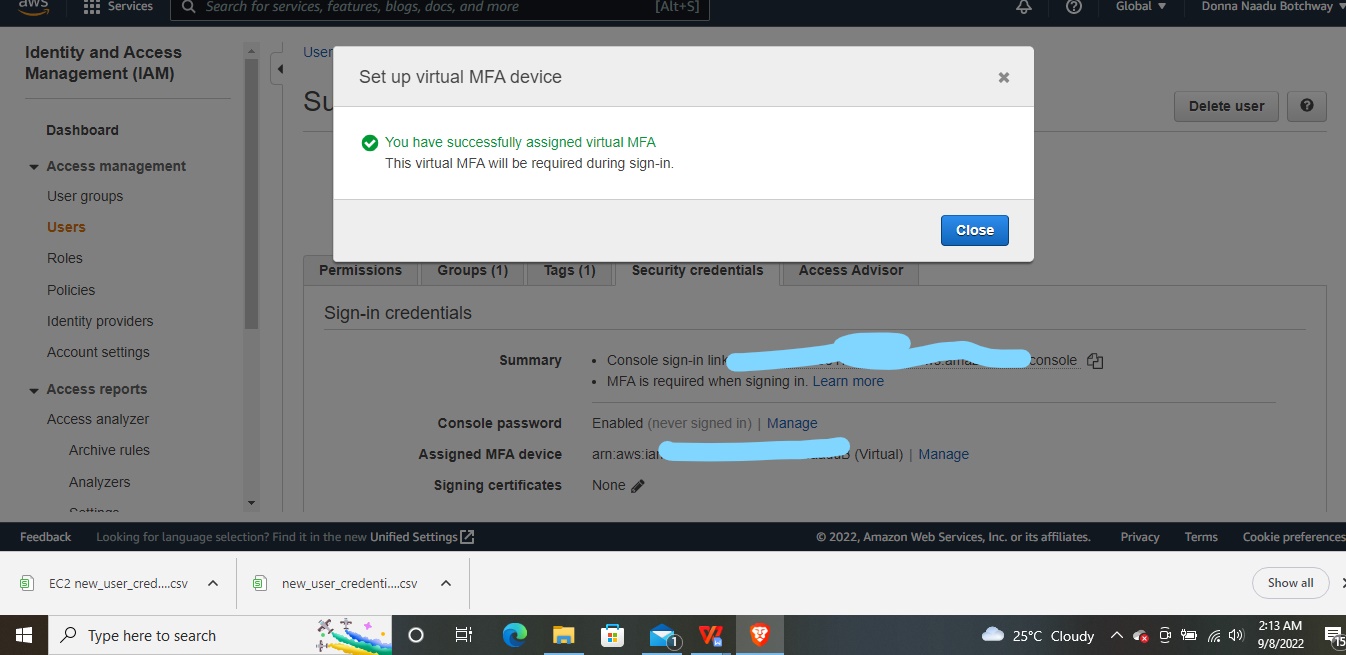 aws
Services
Search for services, features, blogs, docs, and more
[Alt+S]
Global
Donna Naadu Botchway
Identity and Access
Management (IAM)
Dashboard
Access management
User groups
Users
Roles
Policies
Identity providers
Account settings
Access reports
Access analyzer
Archive rules
Analyzers
Settings
User
Su
Delete user
Set up virtual MFA device
You have successfully assigned virtual MFA
This virtual MFA will be required during sign-in.
Close
Permissions
Groups (1)
Tags (1)
Security credentials
Access Advisor
Sign-in credentials
Summary
• Console sign-in link console
• MFA is required when signing in. Learn more
Console password
Enabled (never signed in) | Manage
Assigned MFA device
arn:aws:iam (Virtual) | Manage
Signing certificates
None
Feedback
Looking for language selection? Find it in the new Unified Settings
© 2022, Amazon Web Services, Inc. or its affiliates.
Privacy
Terms
Cookie preferences
EC2 new_user_cred....csv
new_user_credenti....csv
Show all
Type here to search
1
25°C Cloudy
2:13 AM
9/8/2022
15